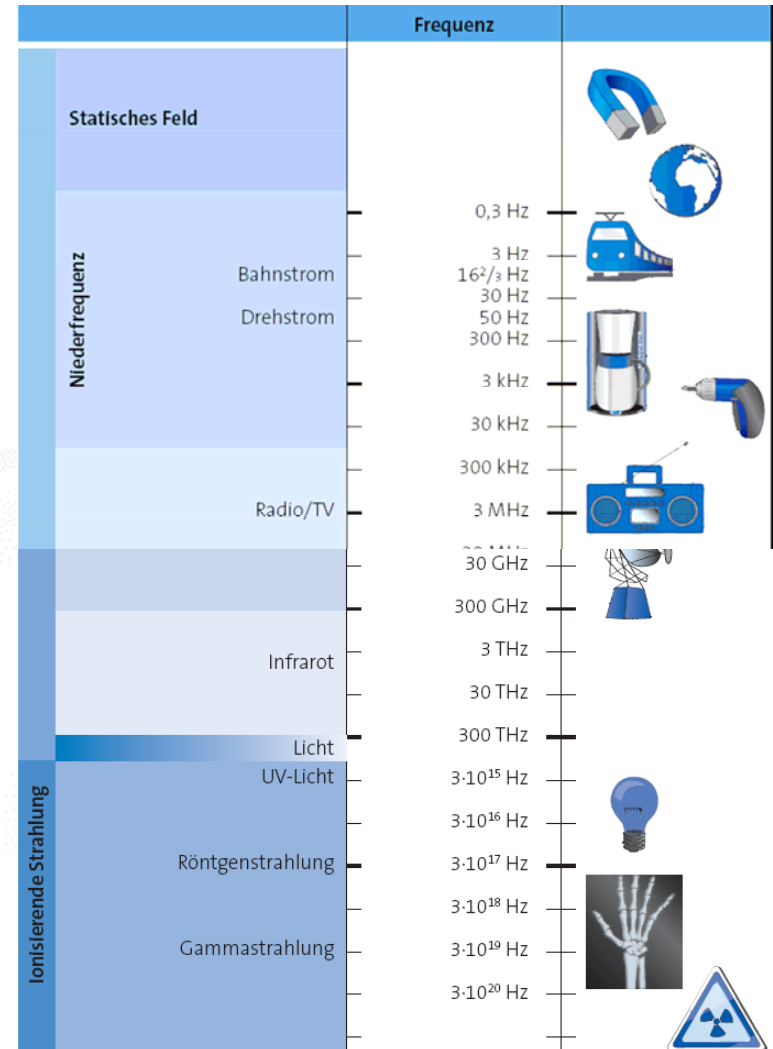 Frequenz
Statisches Feld
Niederfrequenz
0,3 Hz
3 Hz
Bahnstrom 16²/₃ Hz
30 Hz
Drehstrom 50 Hz
300 Hz
3 kHz
30 kHz
300 kHz
Radio/TV 3 MHz
30 GHz
300 GHz
3 THz
Infrarot
30 THz
300 THz
Licht
UV-Licht 3·10¹⁵ Hz
Ionisierende Strahlung
3·10¹⁶ Hz
Röntgenstrahlung 3·10¹⁷ Hz
3·10¹⁸ Hz
Gammastrahlung 3·10¹⁹ Hz
3·10²⁰ Hz